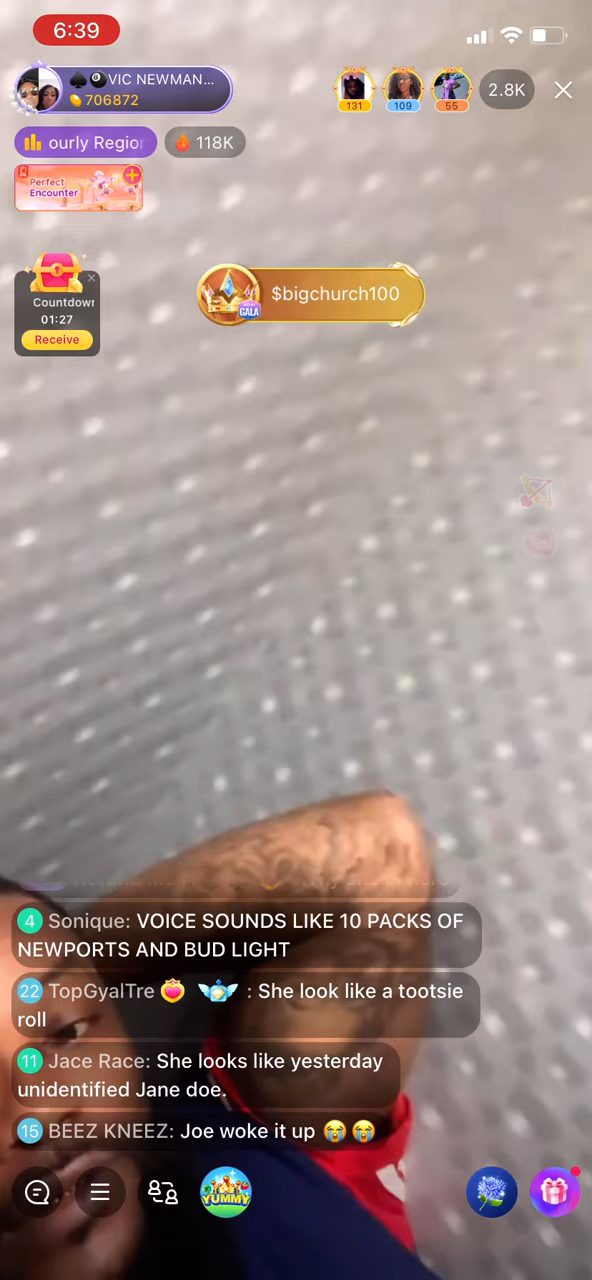 6:39
♠️🎱VIC NEWMAN...
706872
131
109
55
2.8K
ourly Regio
118K
Perfect
Encounter
Countdown
01:27
Receive
$bigchurch100
GALA
4 Sonique: VOICE SOUNDS LIKE 10 PACKS OF
NEWPORTS AND BUD LIGHT
22 TopGyalTre : She look like a tootsie
roll
11 Jace Race: She looks like yesterday
unidentified Jane doe.
15 BEEZ KNEEZ: Joe woke it up 😭😭
YUMMY